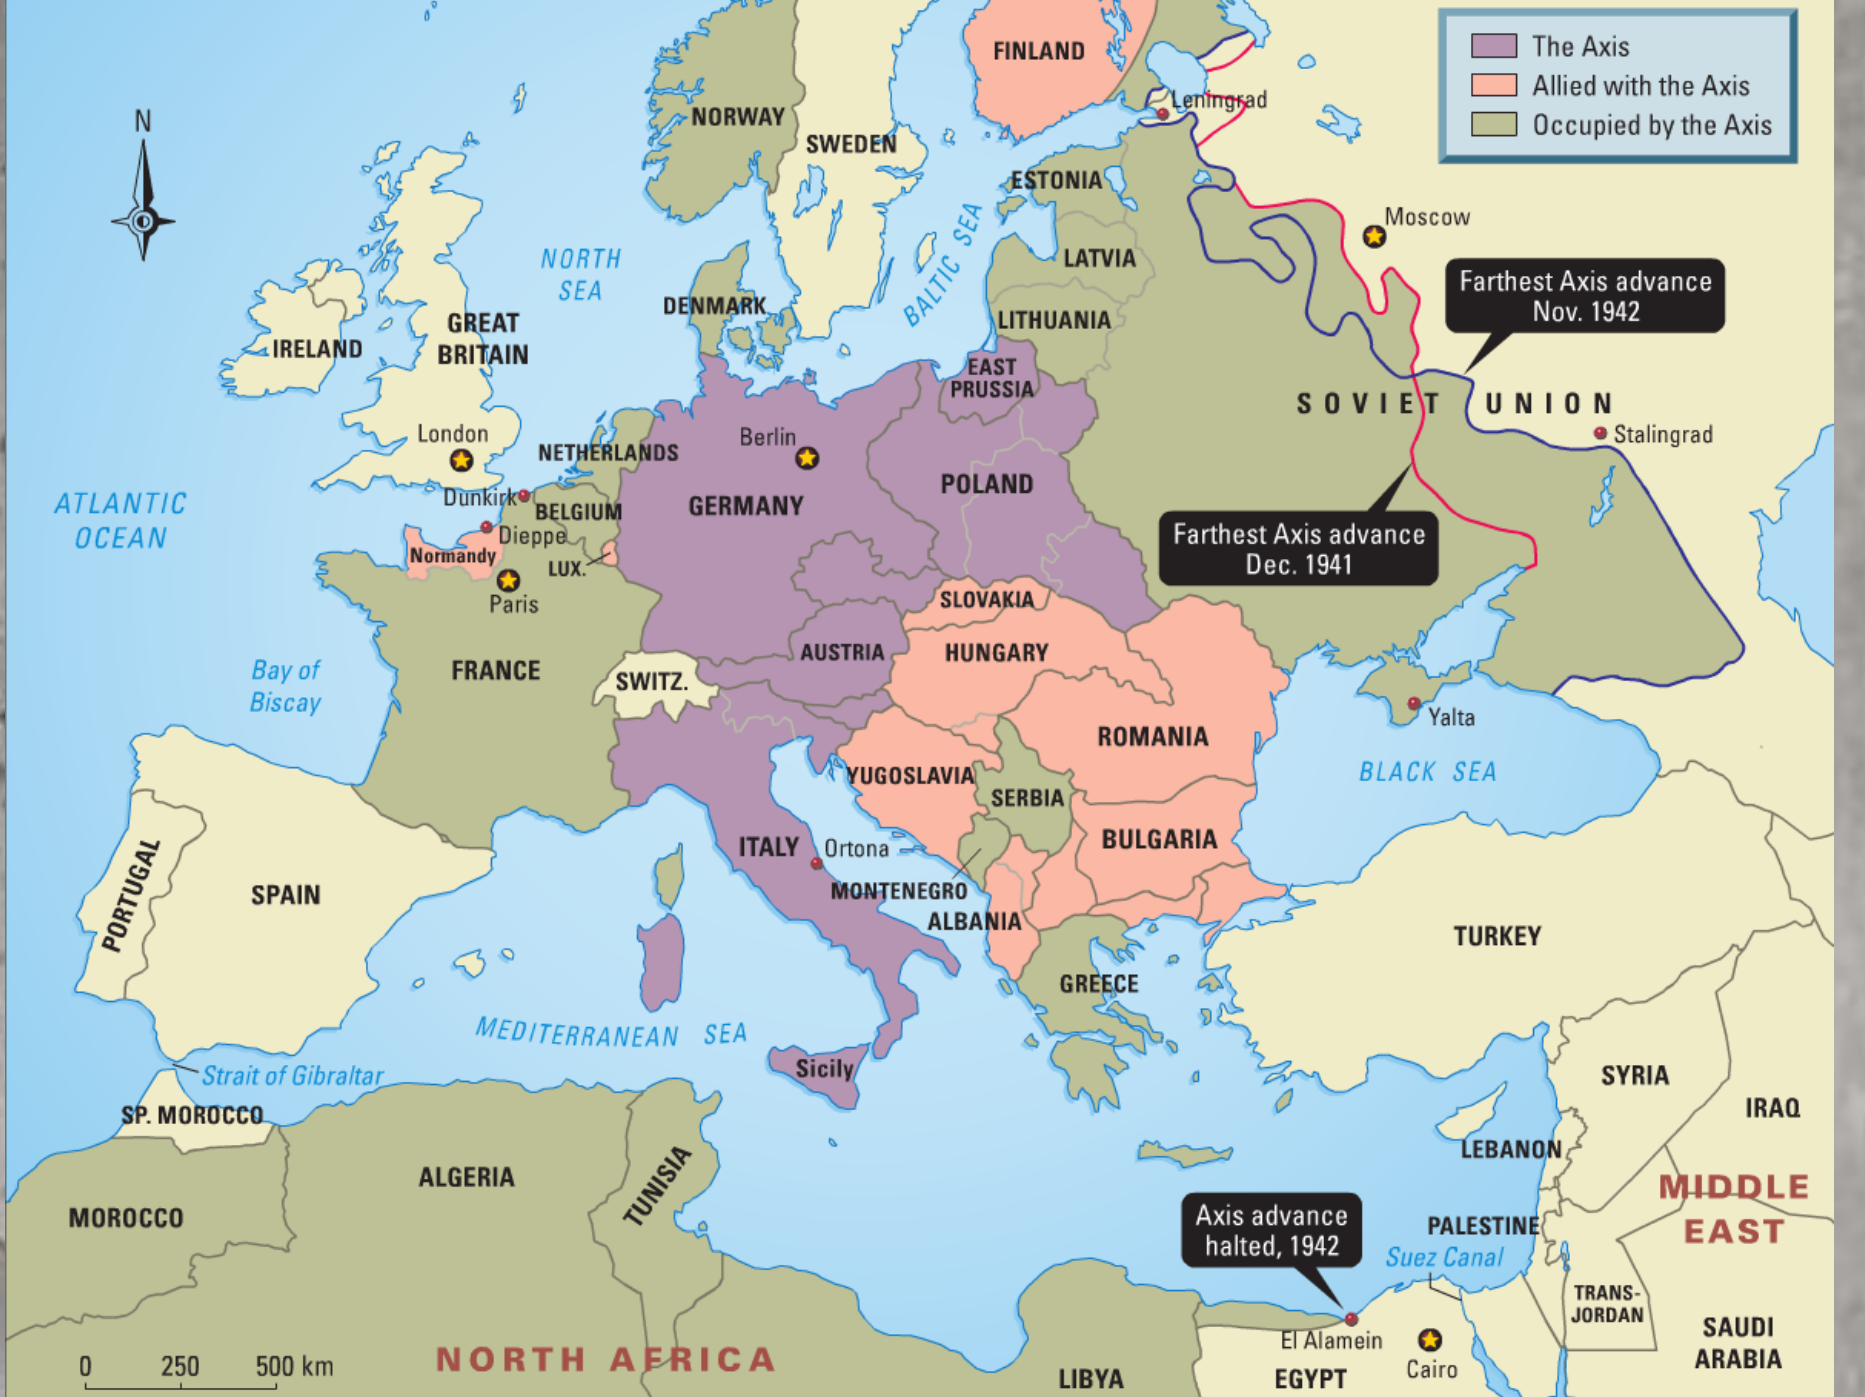 The Axis
Allied with the Axis
Occupied by the Axis
FINLAND
NORWAY
SWEDEN
Leningrad
N
ESTONIA
Moscow
NORTH
SEA
BALTIC SEA
LATVIA
Farthest Axis advance
Nov. 1942
DENMARK
LITHUANIA
GREAT
BRITAIN
IRELAND
EAST
PRUSSIA
SOVIET UNION
London
Berlin
Stalingrad
NETHERLANDS
POLAND
ATLANTIC
OCEAN
Dunkirk
BELGIUM
GERMANY
Dieppe
Farthest Axis advance
Dec. 1941
Normandy
LUX.
Paris
SLOVAKIA
AUSTRIA
HUNGARY
FRANCE
SWITZ.
Bay of
Biscay
Yalta
ROMANIA
BLACK SEA
YUGOSLAVIA
SERBIA
ITALY
Ortona
BULGARIA
PORTUGAL
SPAIN
MONTENEGRO
ALBANIA
TURKEY
GREECE
MEDITERRANEAN SEA
Sicily
Strait of Gibraltar
SYRIA
SP. MOROCCO
IRAQ
LEBANON
ALGERIA
TUNISIA
MIDDLE
EAST
MOROCCO
Axis advance
halted, 1942
PALESTINE
Suez Canal
TRANS-
JORDAN
SAUDI
ARABIA
El Alamein
Cairo
0 250 500 km
NORTH AFRICA
LIBYA
EGYPT